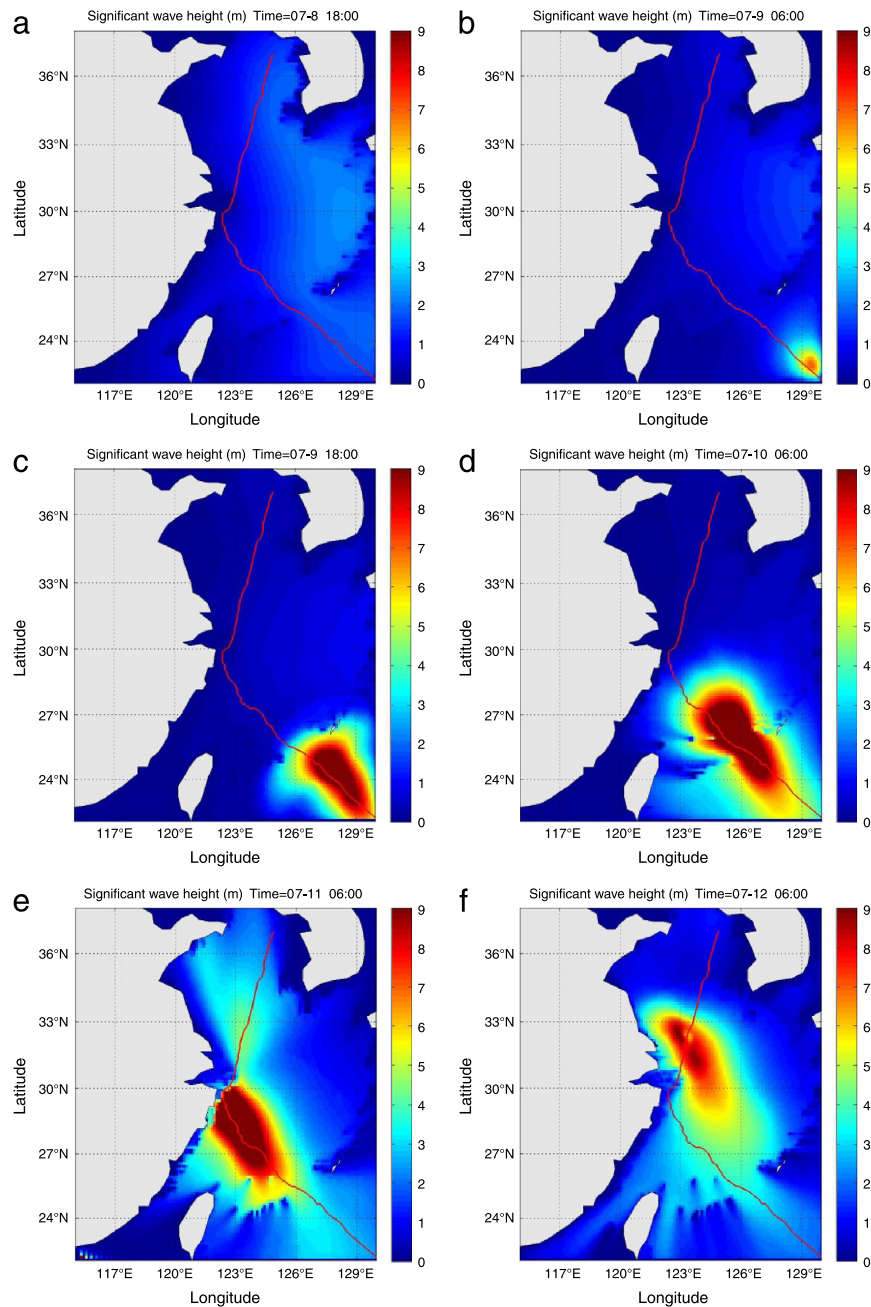 a
Significant wave height (m) Time=07-8 18:00
36°N
33°N
30°N
27°N
24°N
Latitude
117°E 120°E 123°E 126°E 129°E
Longitude
9
8
7
6
5
4
3
2
1
0
b
Significant wave height (m) Time=07-9 06:00
36°N
33°N
30°N
27°N
24°N
Latitude
117°E 120°E 123°E 126°E 129°E
Longitude
9
8
7
6
5
4
3
2
1
0
c
Significant wave height (m) Time=07-9 18:00
36°N
33°N
30°N
27°N
24°N
Latitude
117°E 120°E 123°E 126°E 129°E
Longitude
9
8
7
6
5
4
3
2
1
0
d
Significant wave height (m) Time=07-10 06:00
36°N
33°N
30°N
27°N
24°N
Latitude
117°E 120°E 123°E 126°E 129°E
Longitude
9
8
7
6
5
4
3
2
1
0
e
Significant wave height (m) Time=07-11 06:00
36°N
33°N
30°N
27°N
24°N
Latitude
117°E 120°E 123°E 126°E 129°E
Longitude
9
8
7
6
5
4
3
2
1
0
f
Significant wave height (m) Time=07-12 06:00
36°N
33°N
30°N
27°N
24°N
Latitude
117°E 120°E 123°E 126°E 129°E
Longitude
9
8
7
6
5
4
3
2
1
0